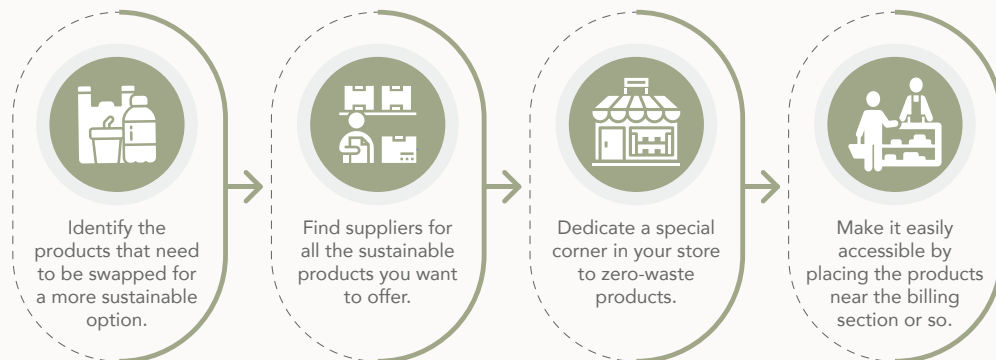 Identify the
products that need
to be swapped for
a more sustainable
option.
Find suppliers for
all the sustainable
products you want
to offer.
Dedicate a special
corner in your store
to zero-waste
products.
Make it easily
accessible by
placing the products
near the billing
section or so.